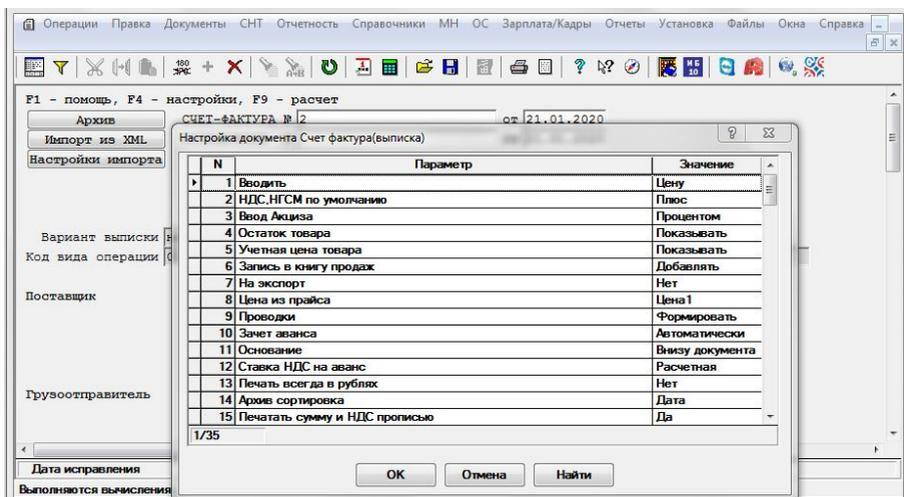 Операции Правка Документы СНТ Отчетность Справочники МН ОС Зарплата/Кадры Отчеты Установка Файлы Окна Справка
F1 - помощь, F4 - настройки, F9 - расчет
Архив СЧЕТ-ФАКТУРА № 2 от 21.01.2020
Импорт из XML
Настройки импорта
Настройка документа Счет фактура(выписка)
N Параметр Значение
1 Вводить Цену
2 НДС,НГСМ по умолчанию Плюс
3 Ввод Акциза Процентом
4 Остаток товара Показывать
5 Учетная цена товара Показывать
6 Запись в книгу продаж Добавлять
7 На экспорт Нет
8 Цена из прайса Цена1
9 Проводки Формировать
10 Зачет аванса Автоматически
11 Основание Внизу документа
12 Ставка НДС на аванс Расчетная
13 Печать всегда в рублях Нет
14 Архив сортировка Дата
15 Печатать сумму и НДС прописью Да
1/35
ОК Отмена Найти
Вариант выписки
Код вида операции
Поставщик
Грузоотправитель
Дата исправления
Выполняются вычисления